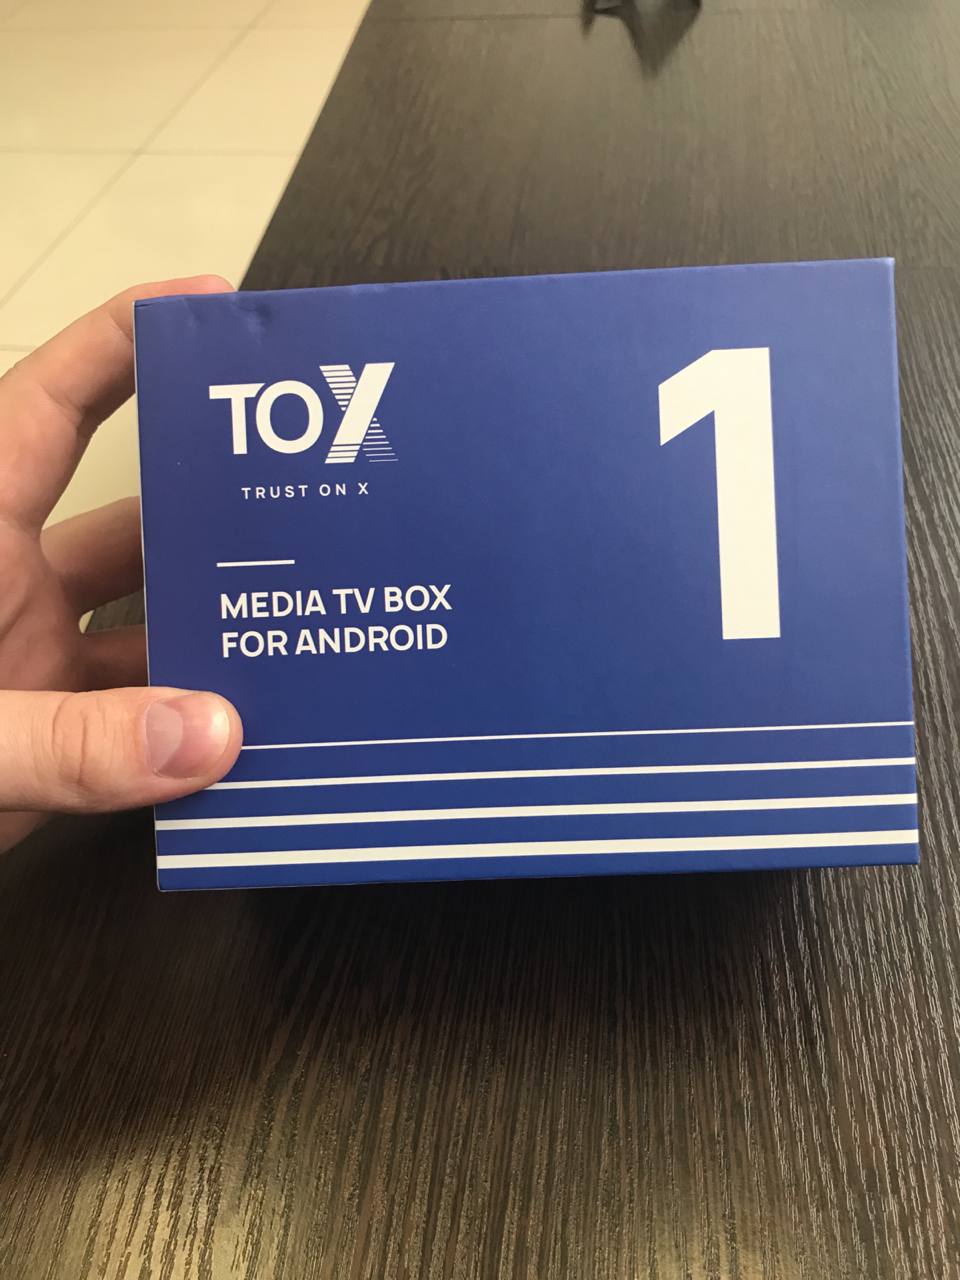 TOX
TRUST ON X
MEDIA TV BOX
FOR ANDROID
1